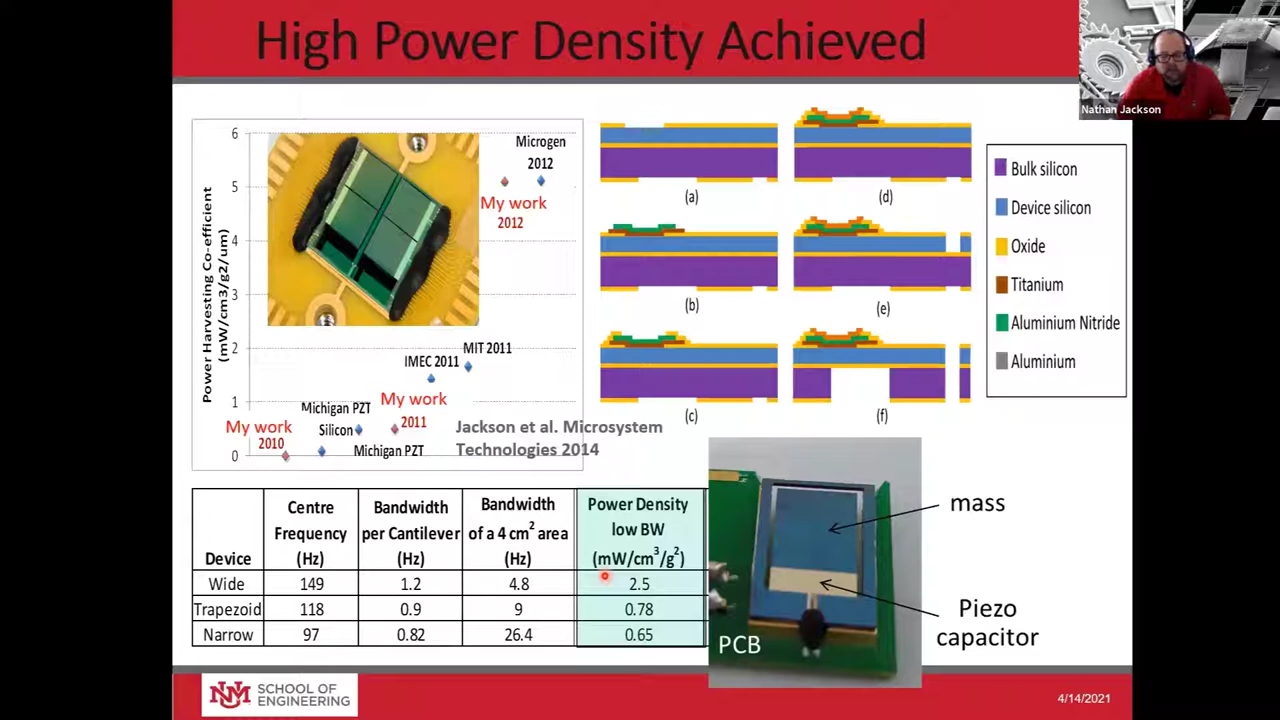 High Power Density Achieved
Nathan Jackson
Power Harvesting Co-efficient
(mW/cm3/g2/um)
6
5
4
3
2
1
0
Microgen
2012
My work
2012
MIT 2011
IMEC 2011
My work
2011
Michigan PZT
Silicon
My work
2010
Michigan PZT
Jackson et al. Microsystem
Technologies 2014
(a)
(d)
(b)
(e)
(c)
(f)
Bulk silicon
Device silicon
Oxide
Titanium
Aluminium Nitride
Aluminium
Device
Centre
Frequency
(Hz)
Bandwidth
per Cantilever
(Hz)
Bandwidth
of a 4 cm² area
(Hz)
Power Density
low BW
(mW/cm³/g²)
Wide 149 1.2 4.8 2.5
Trapezoid 118 0.9 9 0.78
Narrow 97 0.82 26.4 0.65
mass
Piezo
capacitor
PCB
NM
SCHOOL OF
ENGINEERING
4/14/2021